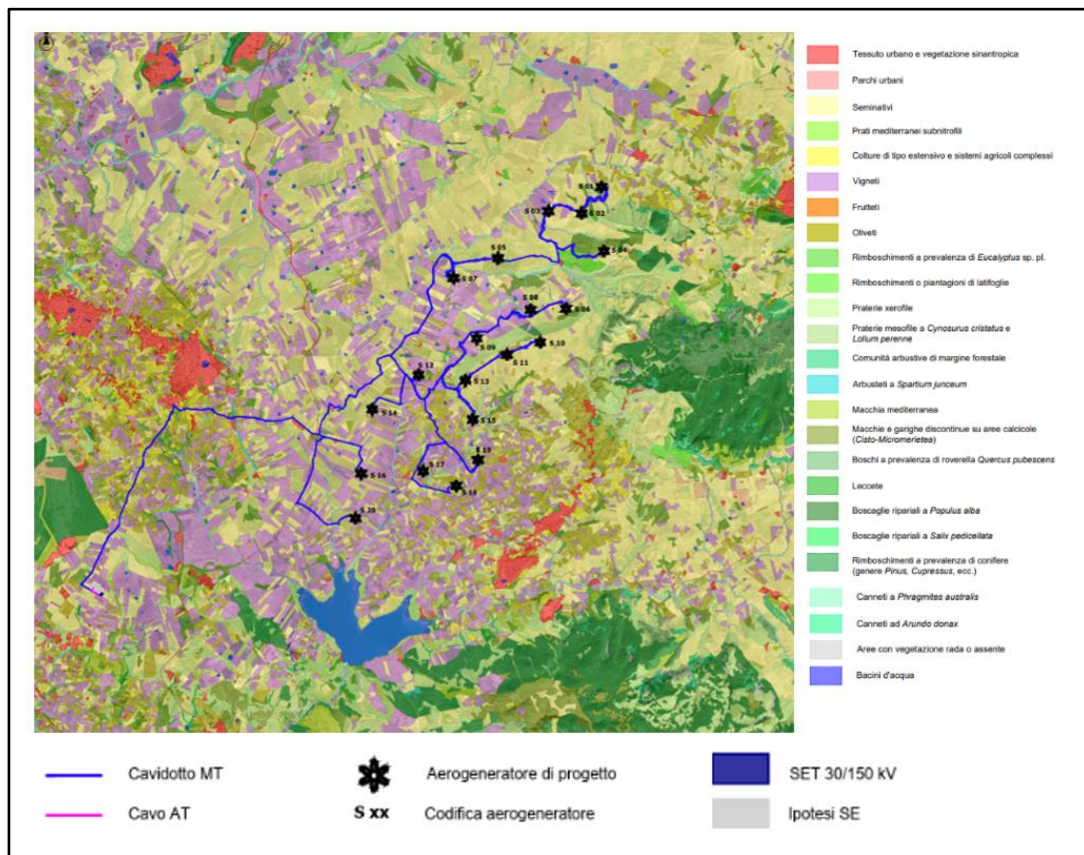 S 01
S 03
S 02
S 04
S 05
S 07
S 08
S 06
S 09
S 10
S 11
S 12
S 13
S 14
S 15
S 19
S 17
S 16
S 18
S 20
Tessuto urbano e vegetazione sinantropica
Parchi urbani
Seminativi
Prati mediterranei subnitrofili
Colture di tipo estensivo e sistemi agricoli complessi
Vigneti
Frutteti
Oliveti
Rimboschimenti a prevalenza di Eucalyptus sp. pl.
Rimboschimenti o piantagioni di latifoglie
Praterie xerofile
Praterie mesofile a Cynosurus cristatus e
Lolium perenne
Comunità arbustive di margine forestale
Arbusteti a Spartium junceum
Macchia mediterranea
Macchie e garighe discontinue su aree calcicole
(Cisto-Micromerietea)
Boschi a prevalenza di roverella Quercus pubescens
Leccete
Boscaglie ripariali a Populus alba
Boscaglie ripariali a Salix pedicellata
Rimboschimenti a prevalenza di conifere
(genere Pinus, Cupressus, ecc.)
Canneti a Phragmites australis
Canneti ad Arundo donax
Aree con vegetazione rada o assente
Bacini d'acqua
Cavidotto MT
Aerogeneratore di progetto
SET 30/150 kV
Cavo AT
S xx
Codifica aerogeneratore
Ipotesi SE